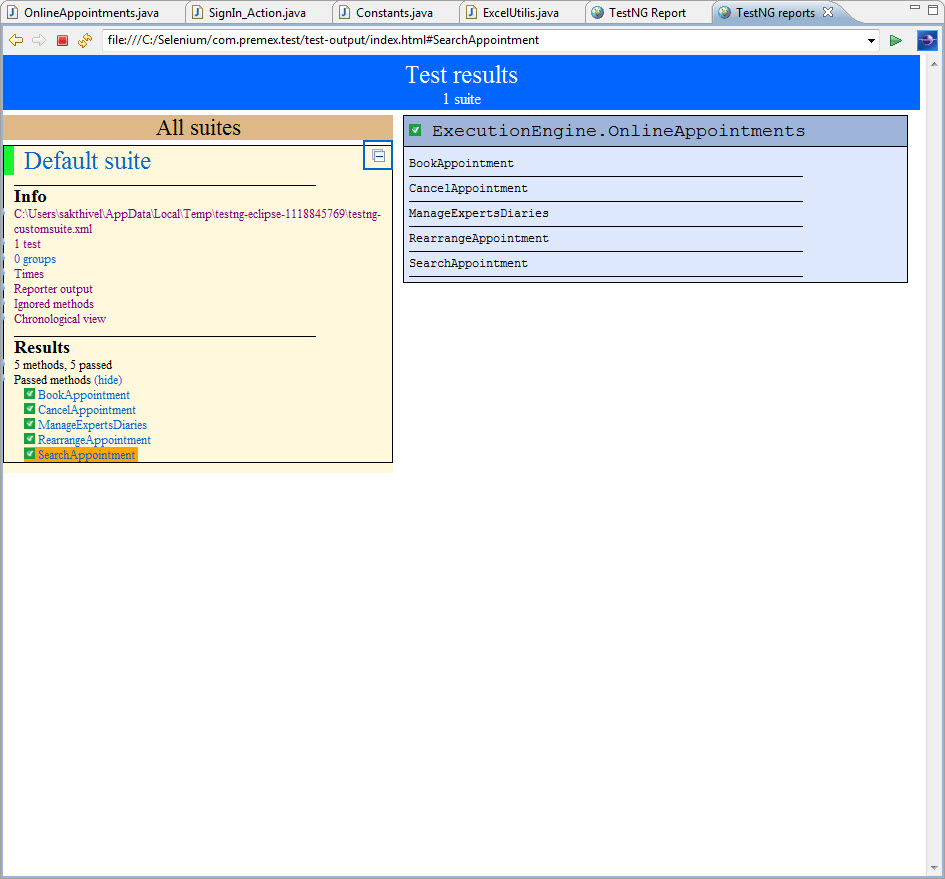 OnlineAppointments.java
SignIn_Action.java
Constants.java
ExcelUtilis.java
TestNG Report
TestNG reports
file:///C:/Selenium/com.premex.test/test-output/index.html#SearchAppointment
Test results
1 suite
All suites
Default suite
Info
C:\Users\sakthivel\AppData\Local\Temp\testng-eclipse-1118845769\testng-
customsuite.xml
1 test
0 groups
Times
Reporter output
Ignored methods
Chronological view
Results
5 methods, 5 passed
Passed methods (hide)
BookAppointment
CancelAppointment
ManageExpertsDiaries
RearrangeAppointment
SearchAppointment
ExecutionEngine.OnlineAppointments
BookAppointment
CancelAppointment
ManageExpertsDiaries
RearrangeAppointment
SearchAppointment